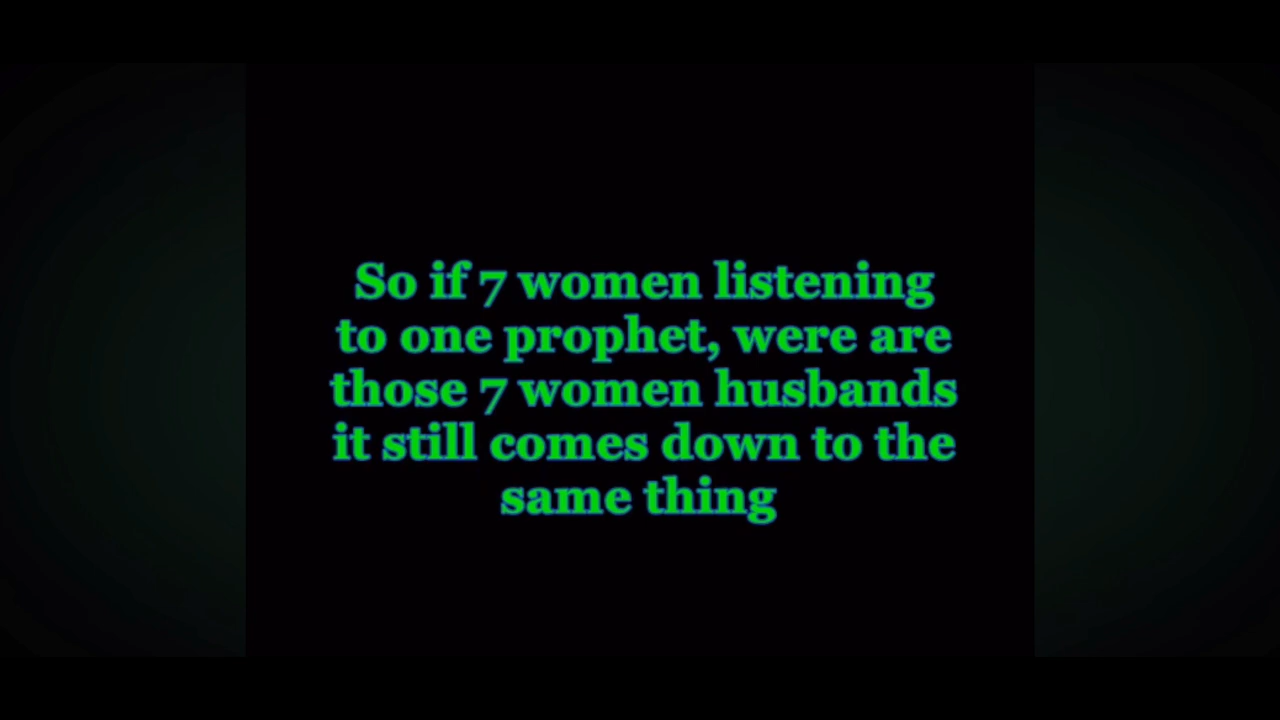 So if 7 women listening
to one prophet, were are
those 7 women husbands
it still comes down to the
same thing